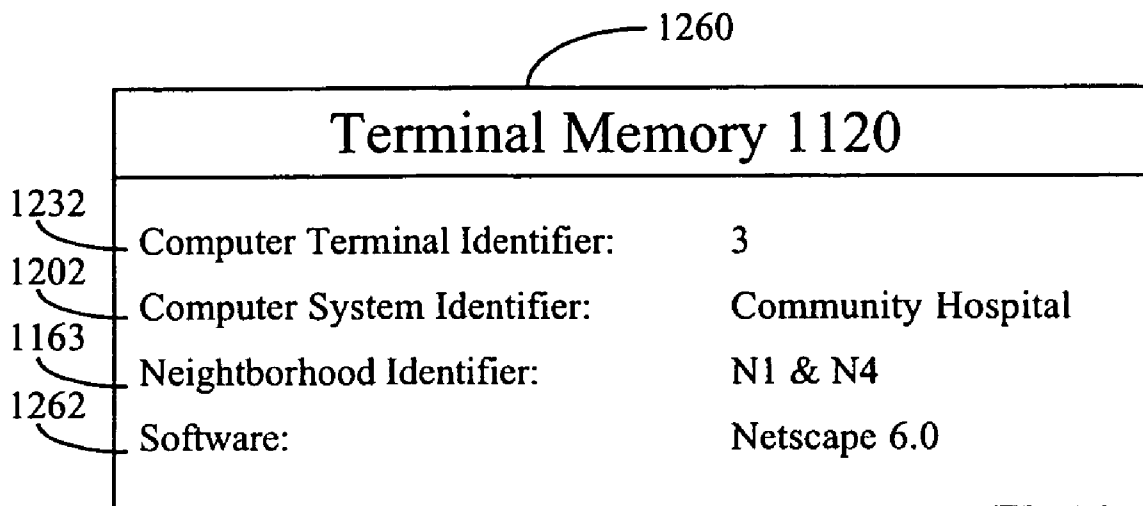 1260
Terminal Memory 1120
1232
Computer Terminal Identifier: 3
1202
Computer System Identifier: Community Hospital
1163
Neightborhood Identifier: N1 & N4
1262
Software: Netscape 6.0